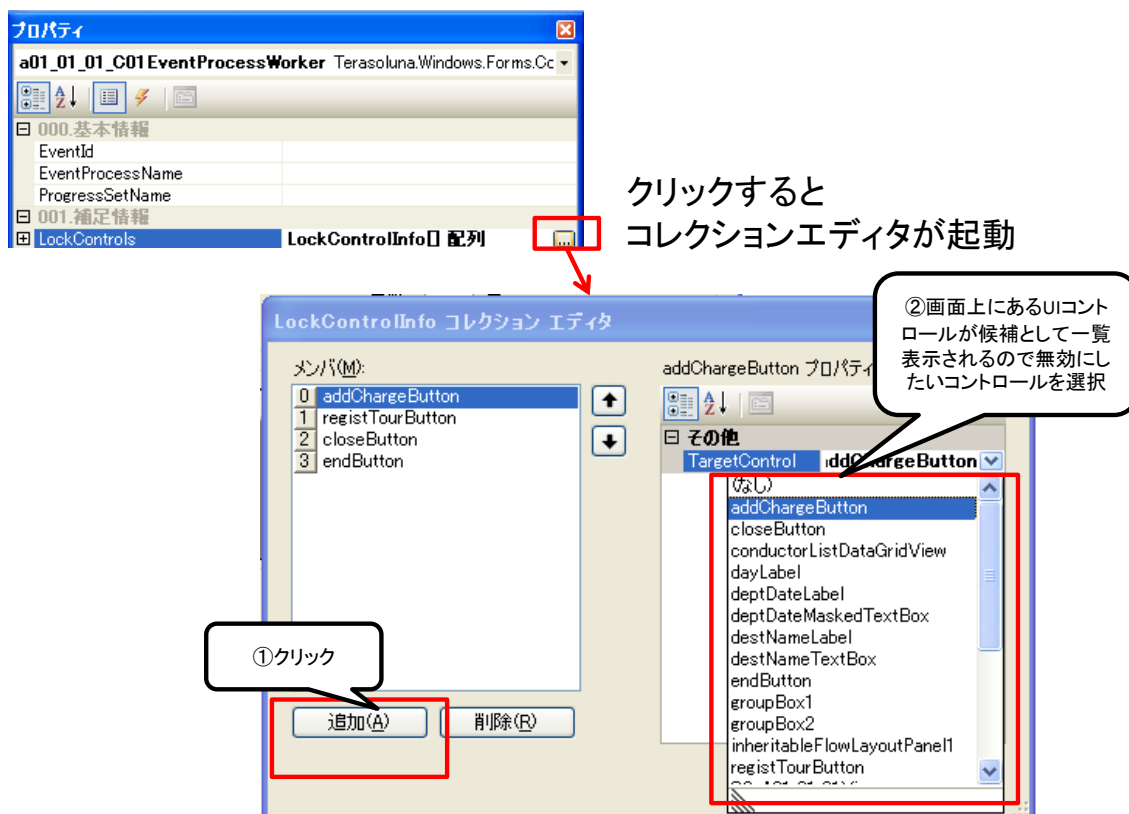 プロパティ
a01_01_01_C01EventProcessWorker Terasoluna.Windows.Forms.Cc
000.基本情報
EventId
EventProcessName
ProgressSetName
001.補足情報
LockControls LockControlInfo[] 配列 ...
クリックすると
コレクションエディタが起動
②画面上にあるUIコント
ロールが候補として一覧
表示されるので無効にし
たいコントロールを選択
LockControlInfo コレクション エディタ
メンバ(M):
0 addChargeButton
1 registTourButton
2 closeButton
3 endButton
addChargeButton プロパティ
その他
TargetControl addChargeButton
(なし)
addChargeButton
closeButton
conductorListDataGridView
dayLabel
deptDateLabel
deptDateMaskedTextBox
destNameLabel
destNameTextBox
endButton
groupBox1
groupBox2
inheritableFlowLayoutPanel1
registTourButton
①クリック
追加(A) 削除(R)